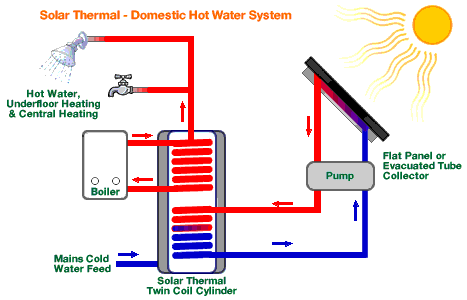 Solar Thermal - Domestic Hot Water System
Hot Water,
Underfloor Heating
& Central Heating
Boiler
Flat Panel or
Evacuated Tube
Collector
Pump
Mains Cold
Water Feed
Solar Thermal
Twin Coil Cylinder